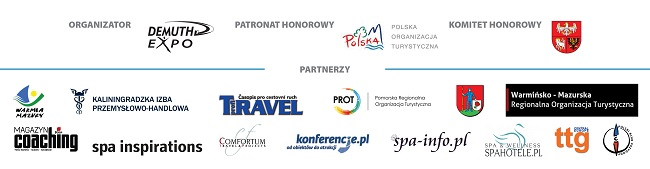 ORGANIZATOR
DEMUTH
EXPO
PATRONAT HONOROWY
Polska
POLSKA
ORGANIZACJA
TURYSTYCZNA
KOMITET HONOROWY
PARTNERZY
WARMIA
MAZURY
KALININGRADZKA IZBA
PRZEMYSŁOWO-HANDLOWA
Časopis pro cestovní ruch
TRAVEL
PROT
Pomorska Regionalna
Organizacja Turystyczna
Warmińsko - Mazurska
Regionalna Organizacja Turystyczna
MAGAZYN
coaching
spa inspirations
COMFORTUM
konferencje.pl
od obiektów do atrakcji
spa-info.pl
SPA & WELLNESS
SPAHOTELE.PL
ttg